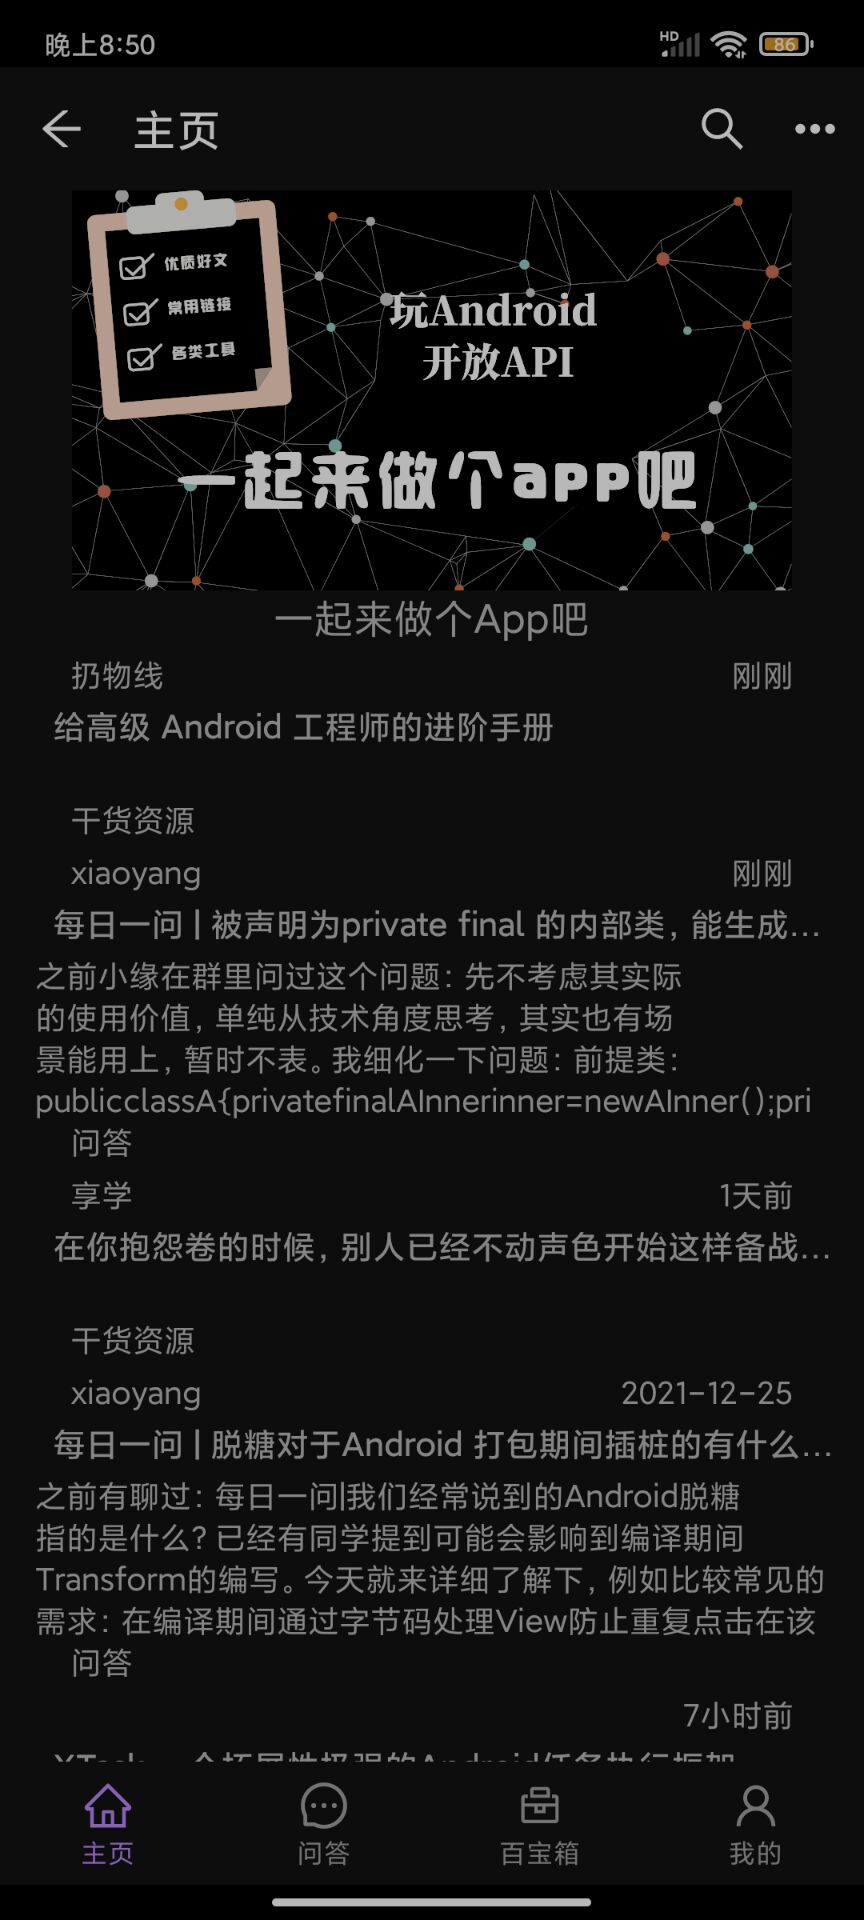 晚上8:50
HD
86
主页
优质好文
常用链接
各类工具
玩Android
开放API
一起来做个app吧
一起来做个App吧
扔物线 刚刚
给高级 Android 工程师的进阶手册
干货资源
xiaoyang 刚刚
每日一问 | 被声明为private final 的内部类，能生成...
之前小缘在群里问过这个问题：先不考虑其实际
的使用价值，单纯从技术角度思考，其实也有场
景能用上，暂时不表。我细化一下问题：前提类：
publicclassA{privatefinalAInnerinner=newAInner();pri
问答
享学 1天前
在你抱怨卷的时候，别人已经不动声色开始这样备战...
干货资源
xiaoyang 2021-12-25
每日一问 | 脱糖对于Android 打包期间插桩的有什么...
之前有聊过：每日一问|我们经常说到的Android脱糖
指的是什么？已经有同学提到可能会影响到编译期间
Transform的编写。今天就来详细了解下，例如比较常见的
需求：在编译期间通过字节码处理View防止重复点击在该
问答
7小时前
主页
问答
百宝箱
我的